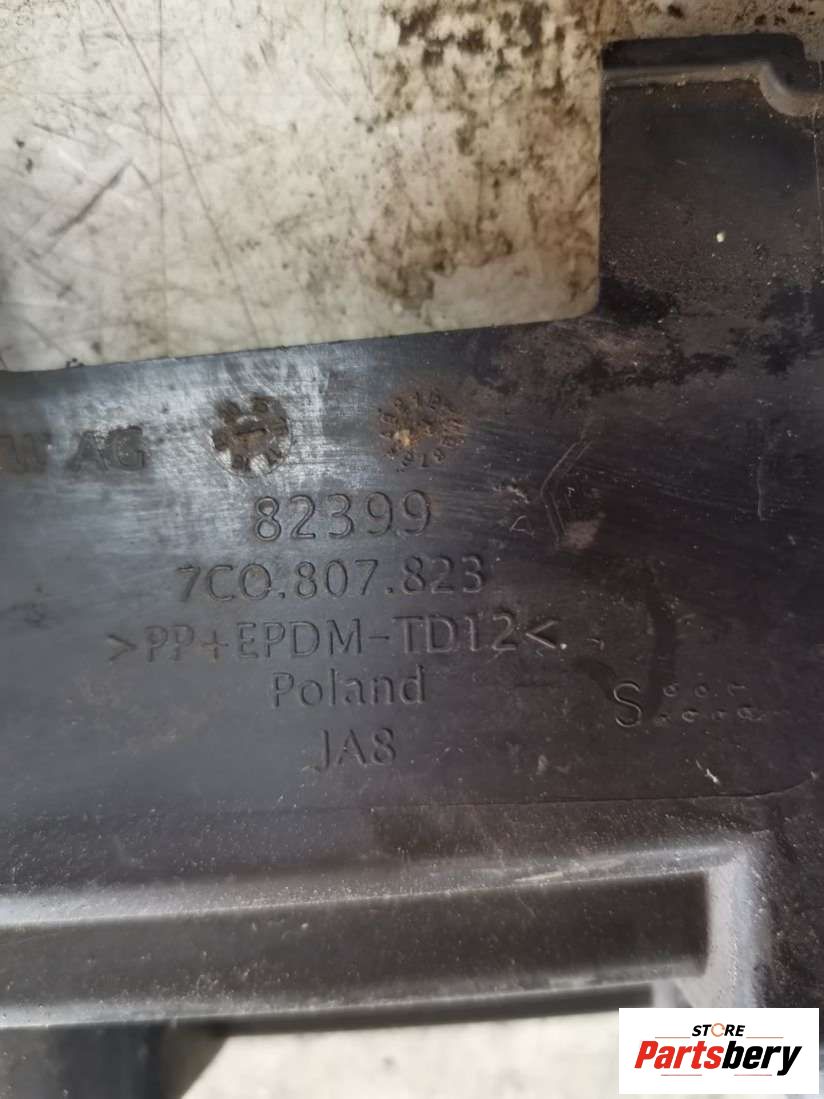 AG
82399
7C0.807.823
>PP+EPDM-TD12<
Poland
JA8
S
STORE
Partsbery